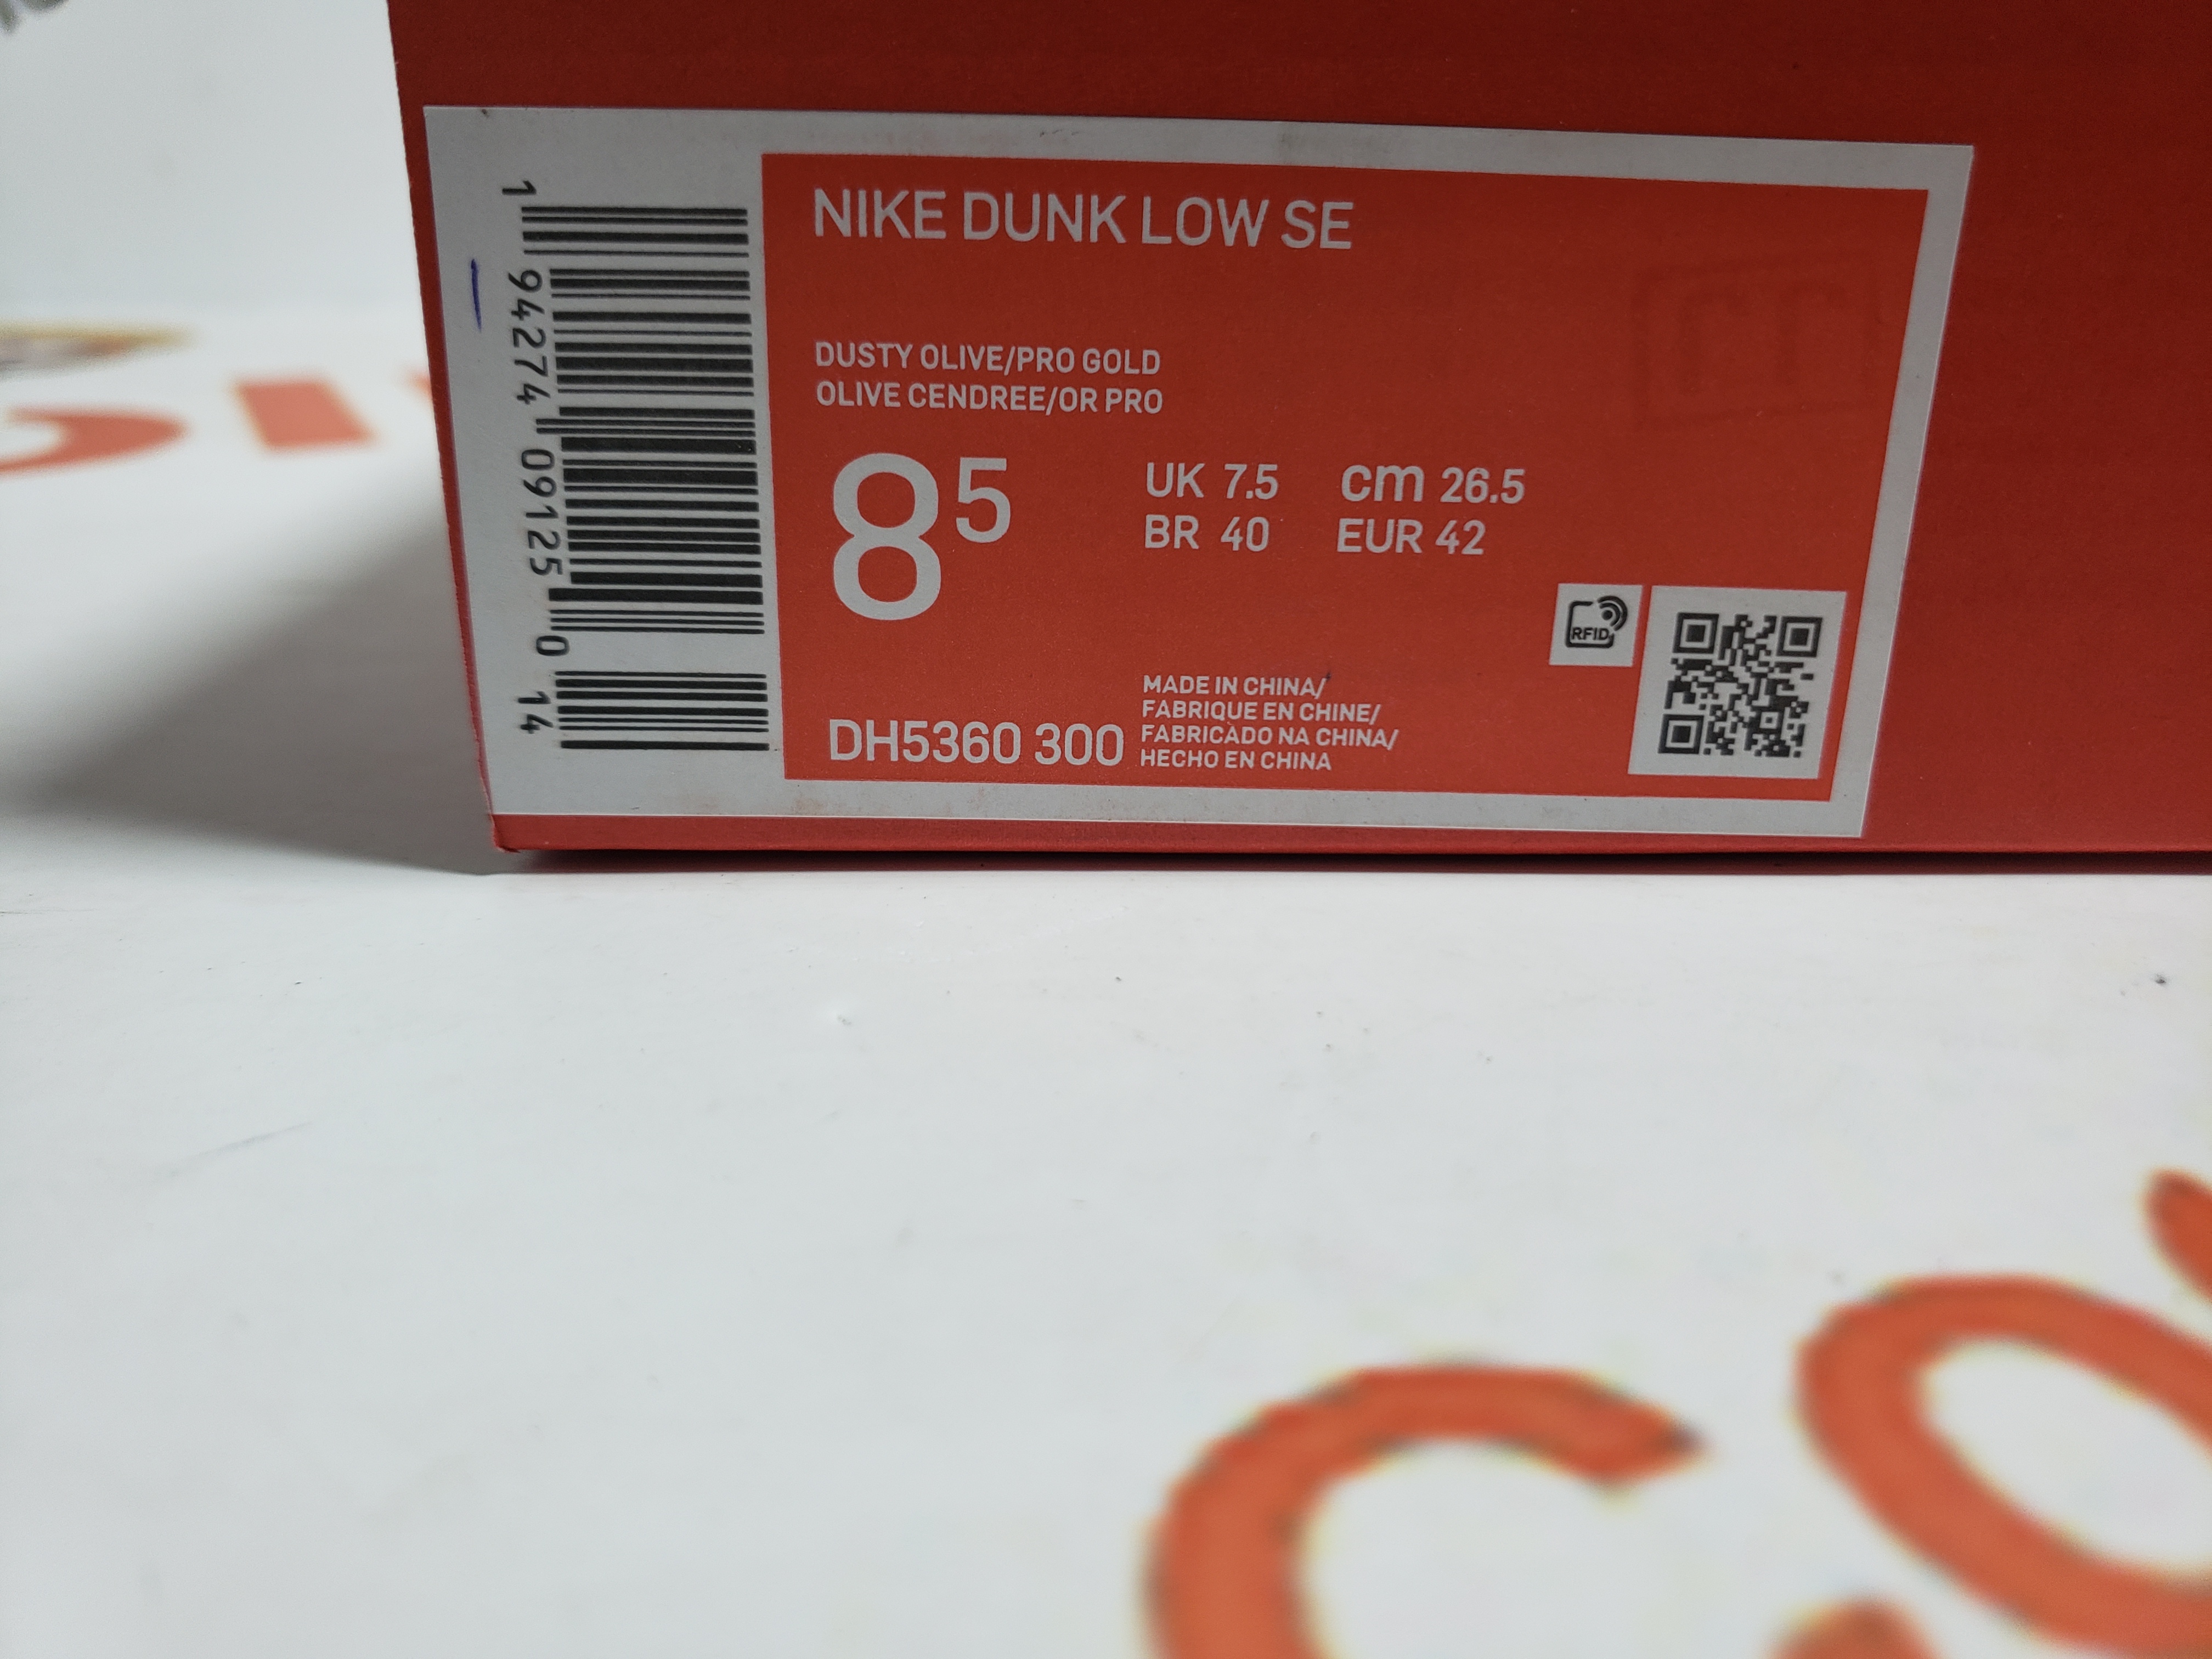 NIKE DUNK LOW SE
DUSTY OLIVE/PRO GOLD
OLIVE CENDREE/OR PRO
8 5
UK 7.5 cm 26.5
BR 40 EUR 42
RFID
MADE IN CHINA/
FABRIQUE EN CHINE/
FABRICADO NA CHINA/
HECHO EN CHINA
DH5360 300
1 94274 09125 0 14